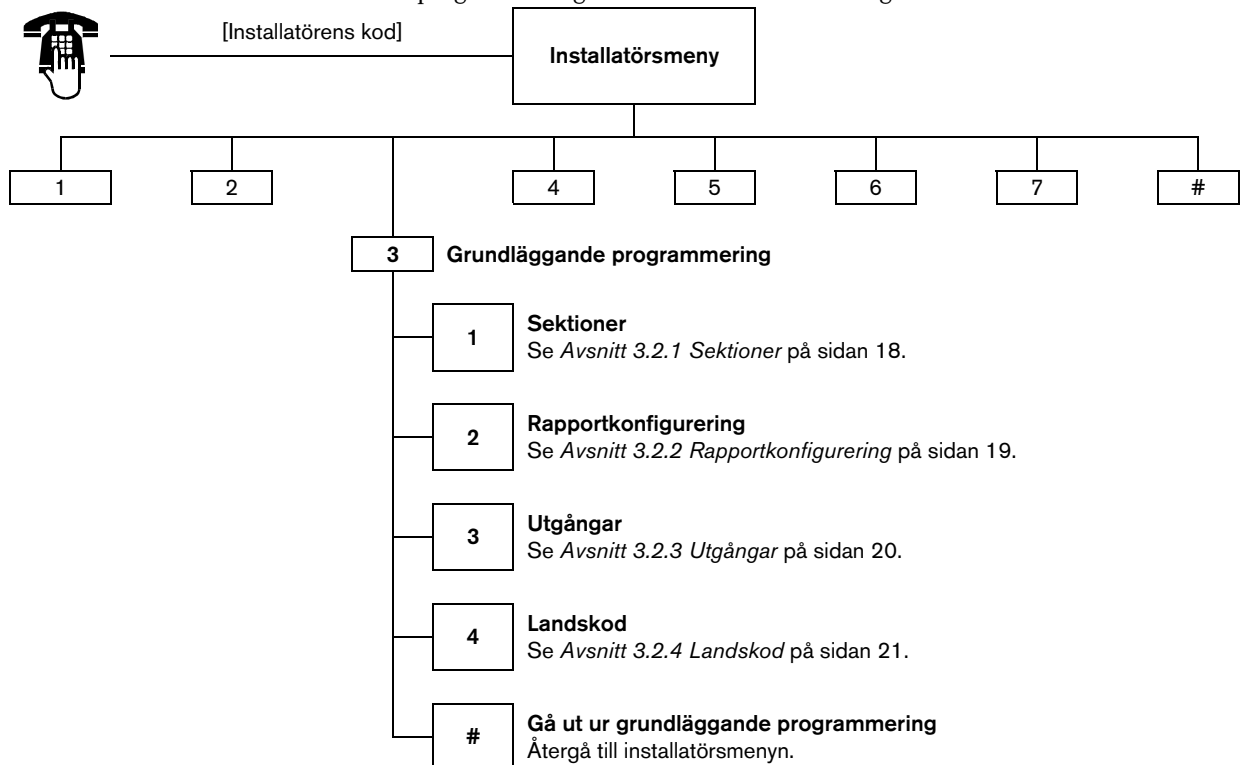 [Installatörens kod]
Installatörsmeny
1 2 4 5 6 7 #
3 Grundläggande programmering
1 Sektioner
Se Avsnitt 3.2.1 Sektioner på sidan 18.
2 Rapportkonfigurering
Se Avsnitt 3.2.2 Rapportkonfigurering på sidan 19.
3 Utgångar
Se Avsnitt 3.2.3 Utgångar på sidan 20.
4 Landskod
Se Avsnitt 3.2.4 Landskod på sidan 21.
# Gå ut ur grundläggande programmering
Återgå till installatörsmenyn.